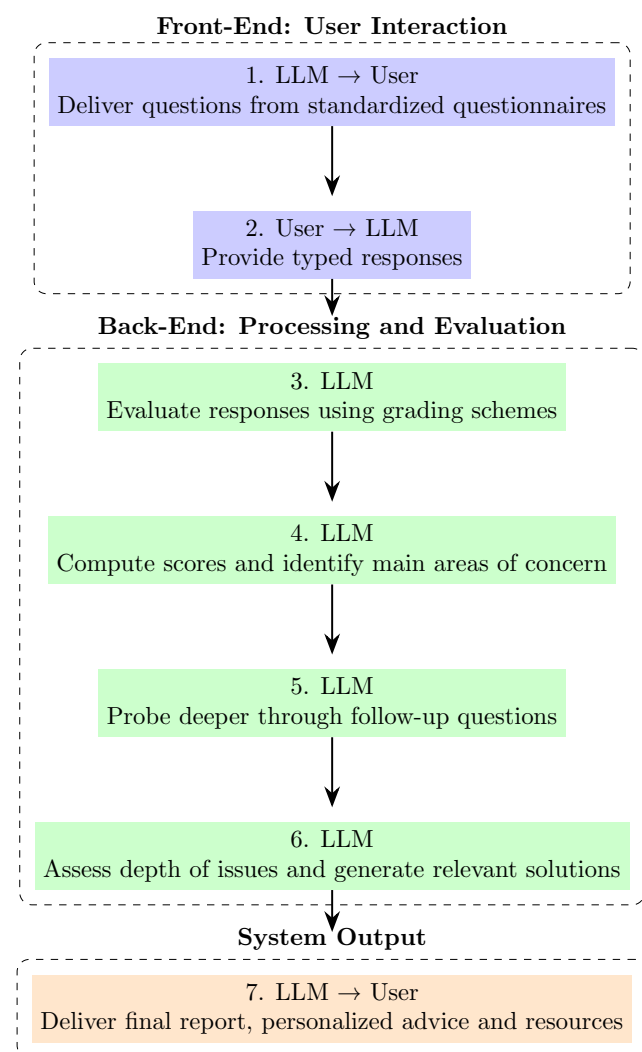 Front-End: User Interaction
1. LLM → User
Deliver questions from standardized questionnaires
2. User → LLM
Provide typed responses
Back-End: Processing and Evaluation
3. LLM
Evaluate responses using grading schemes
4. LLM
Compute scores and identify main areas of concern
5. LLM
Probe deeper through follow-up questions
6. LLM
Assess depth of issues and generate relevant solutions
System Output
7. LLM → User
Deliver final report, personalized advice and resources